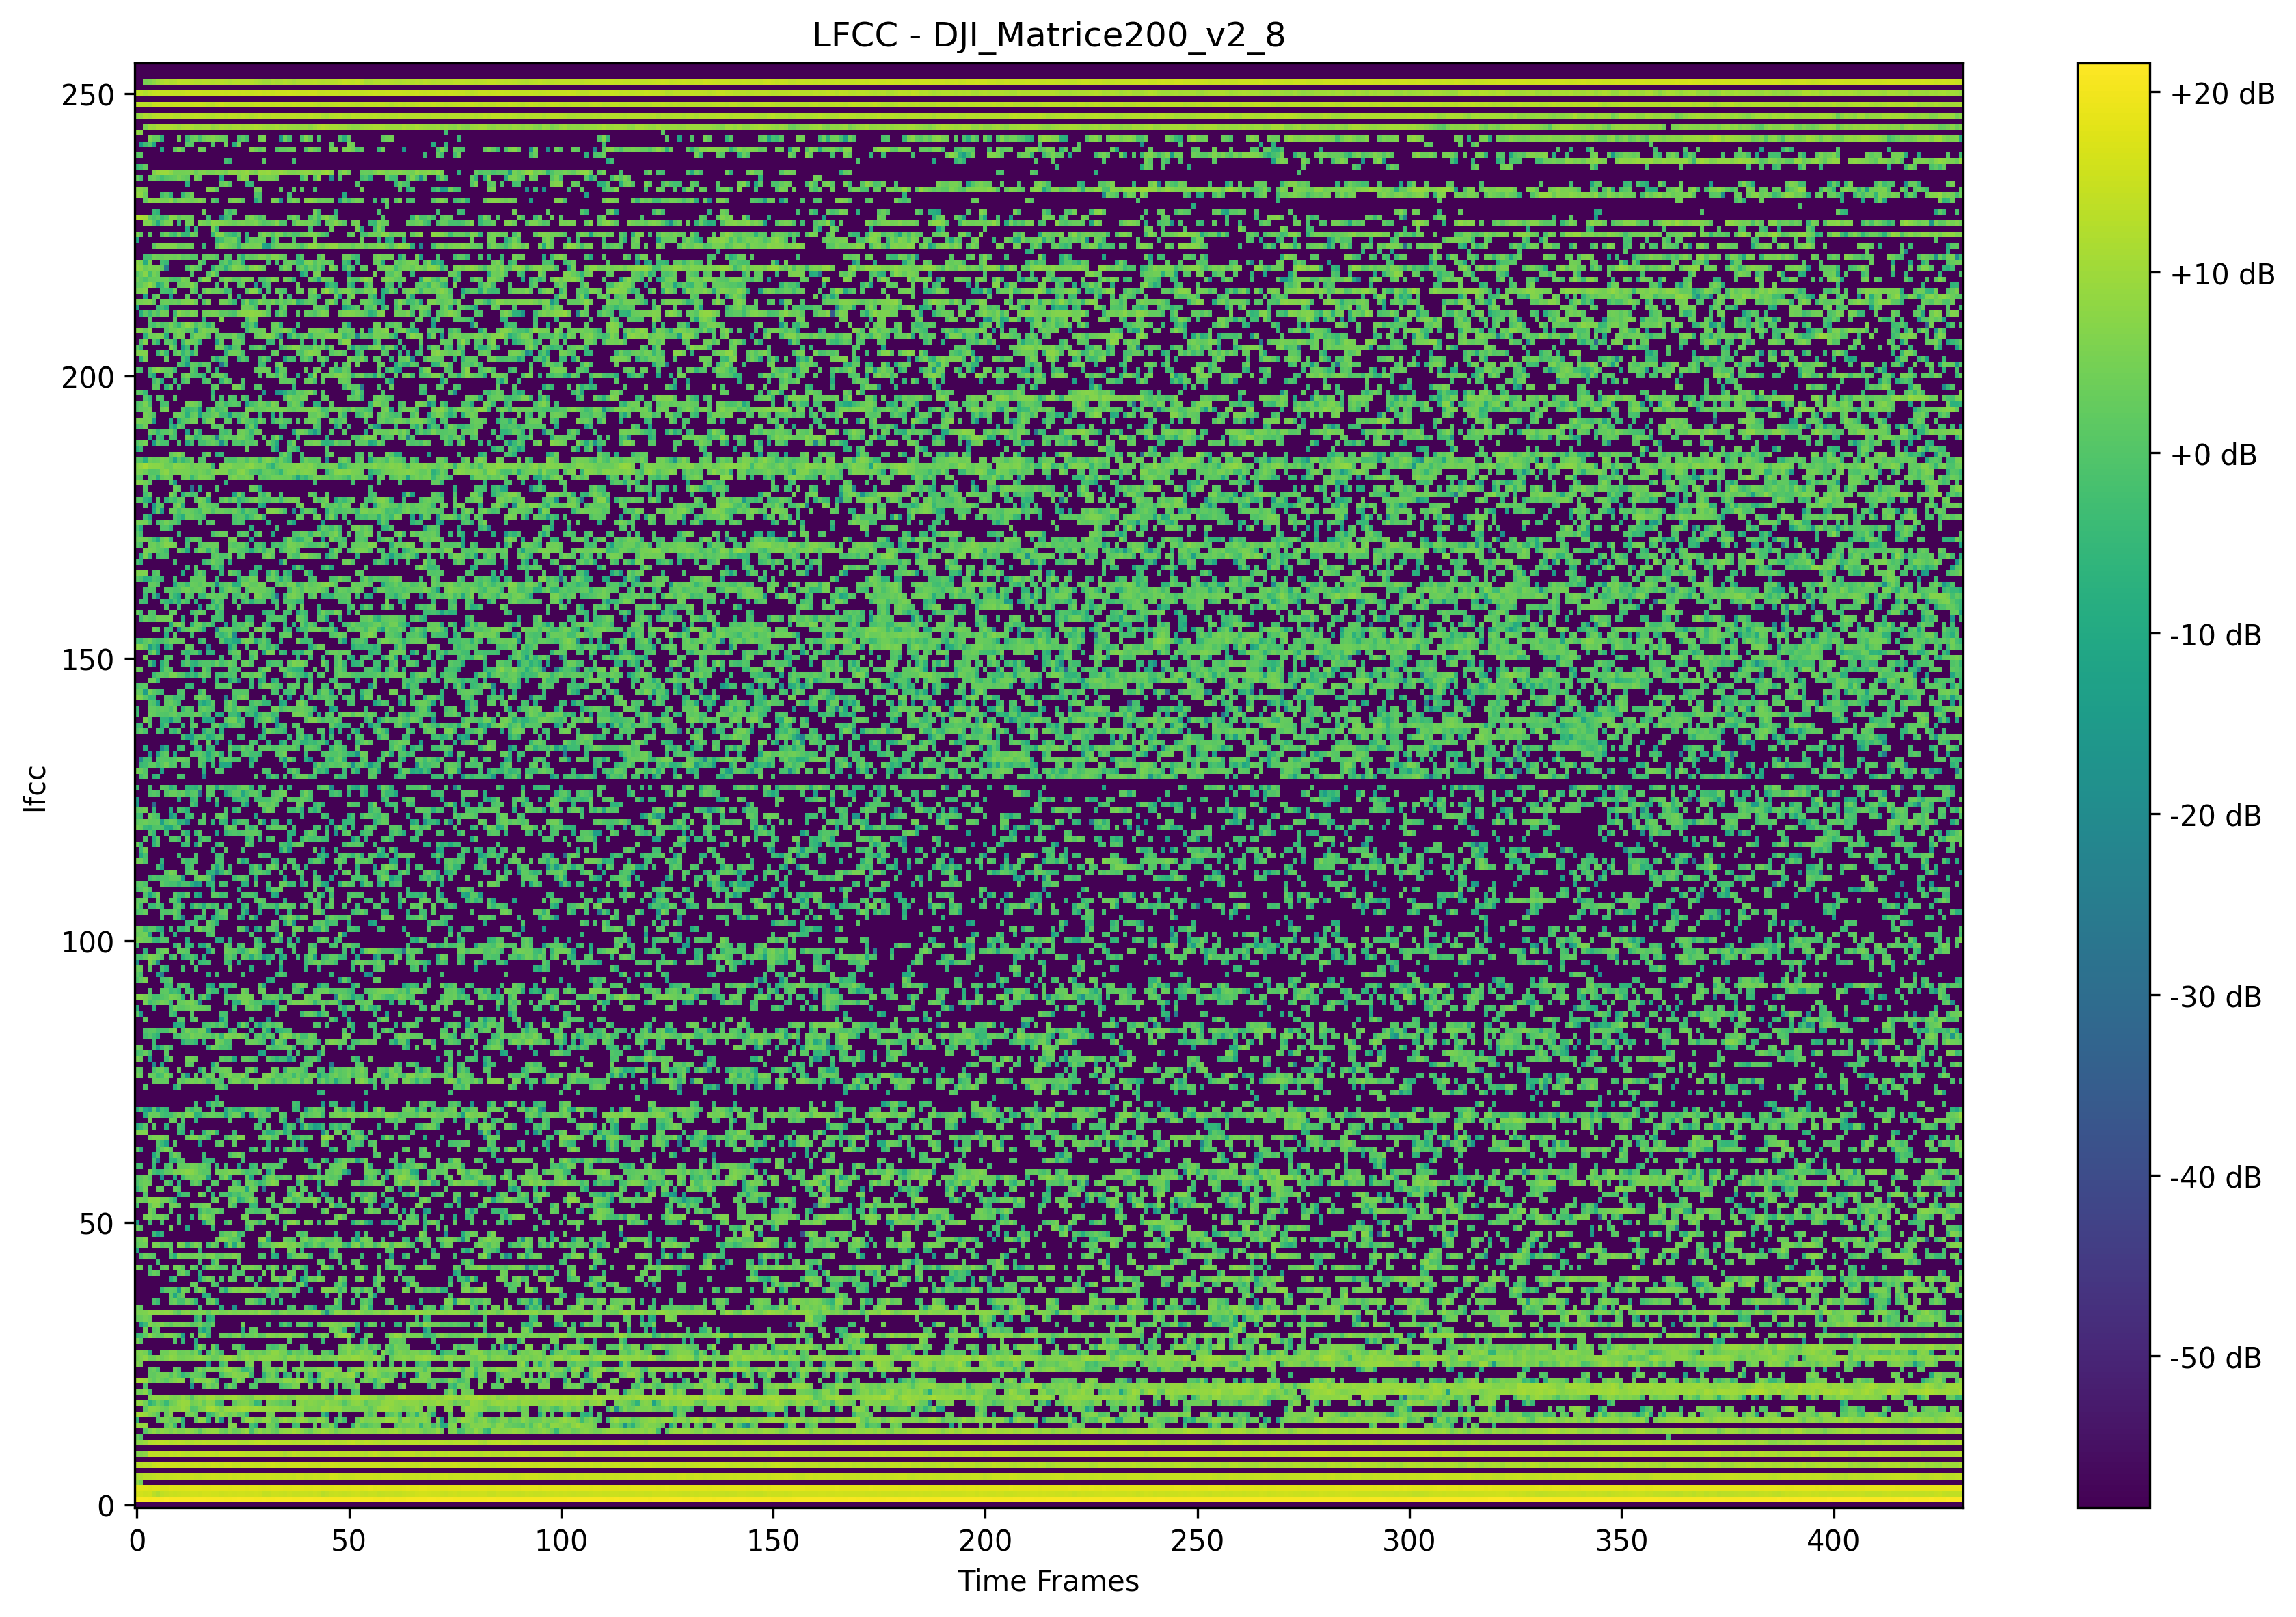 LFCC - DJI_Matrice200_v2_8
250
200
150
100
50
0
lfcc
0 50 100 150 200 250 300 350 400
Time Frames
+20 dB
+10 dB
+0 dB
-10 dB
-20 dB
-30 dB
-40 dB
-50 dB